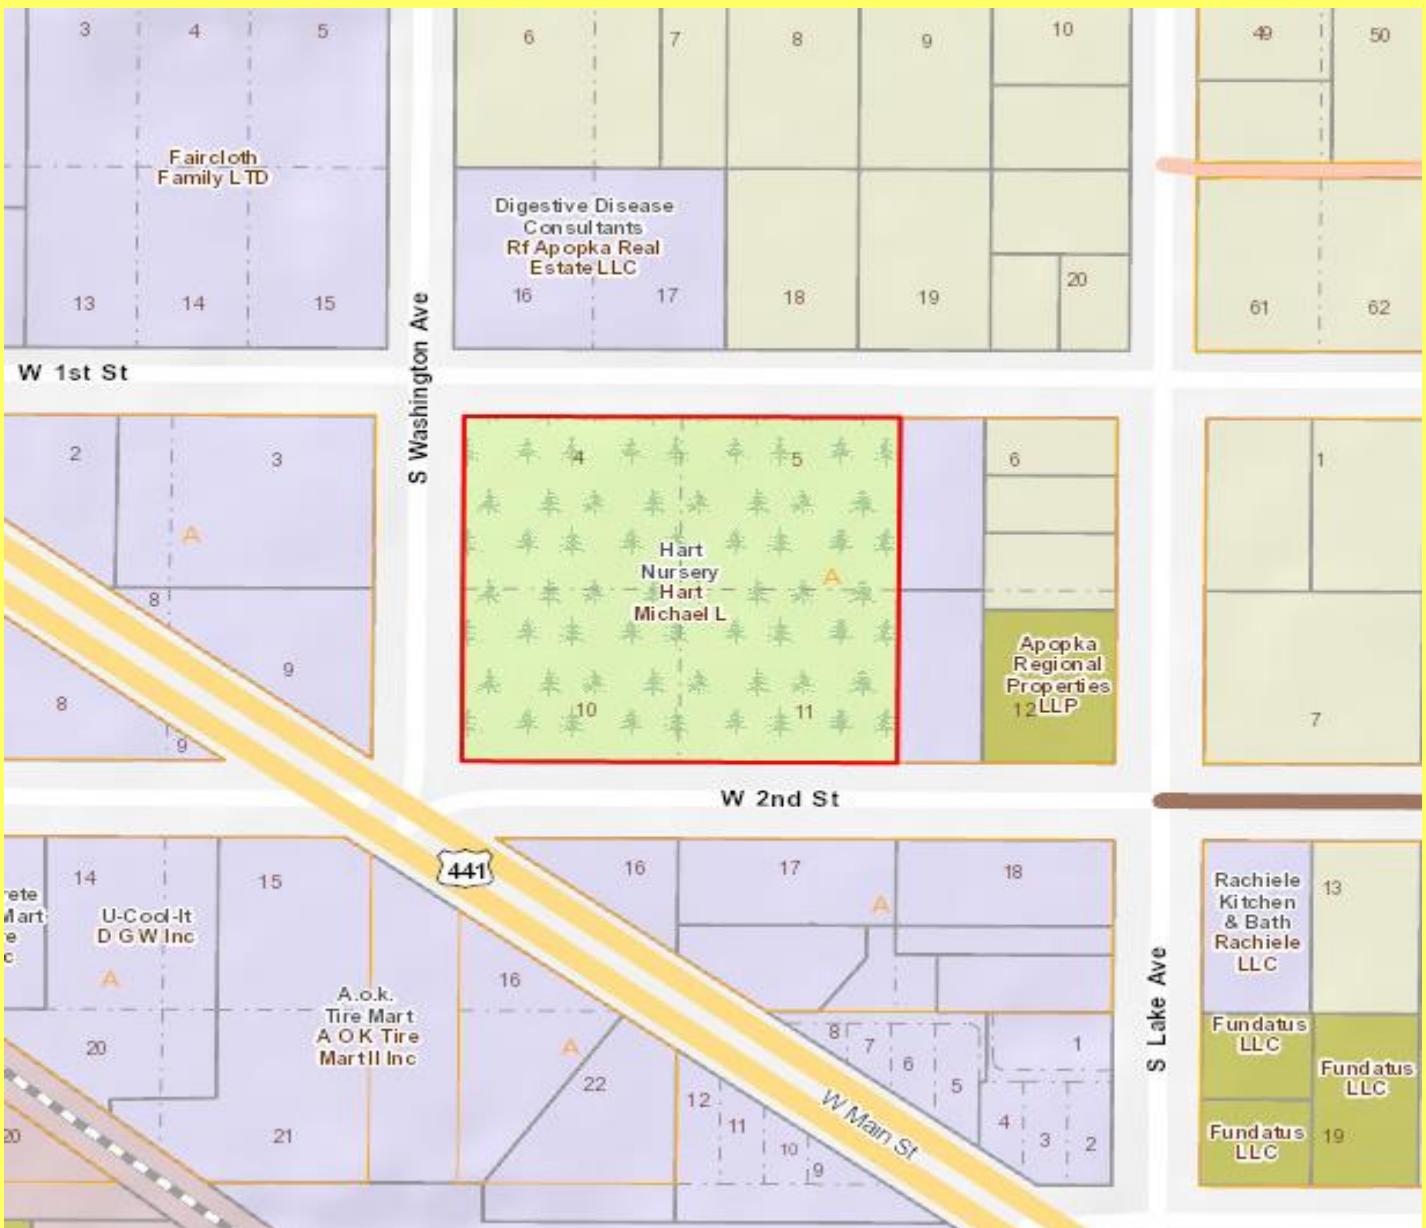 3
4
5
6
7
8
9
10
49
50
Faircloth
Family LTD
Digestive Disease
Consultants
Rf Apopka Real
Estate LLC
13
14
15
16
17
18
19
20
61
62
W 1st St
S Washington Ave
2
3
4
5
6
1
A
8
9
Hart
Nursery
Hart
Michael L
A
Apopka
Regional
Properties
LLP
8
9
10
11
12
7
W 2nd St
441
14
15
16
17
18
13
rete
Mart
e
c
U-Cool-It
D G W Inc
A
A
Rachiele
Kitchen
& Bath
Rachiele
LLC
A.o.k.
Tire Mart
A O K Tire
Mart II Inc
16
S Lake Ave
20
A
22
8
7
6
5
1
Fundatus
LLC
Fundatus
LLC
Fundatus
LLC
19
20
21
12
11
10
9
W Main St
4
3
2